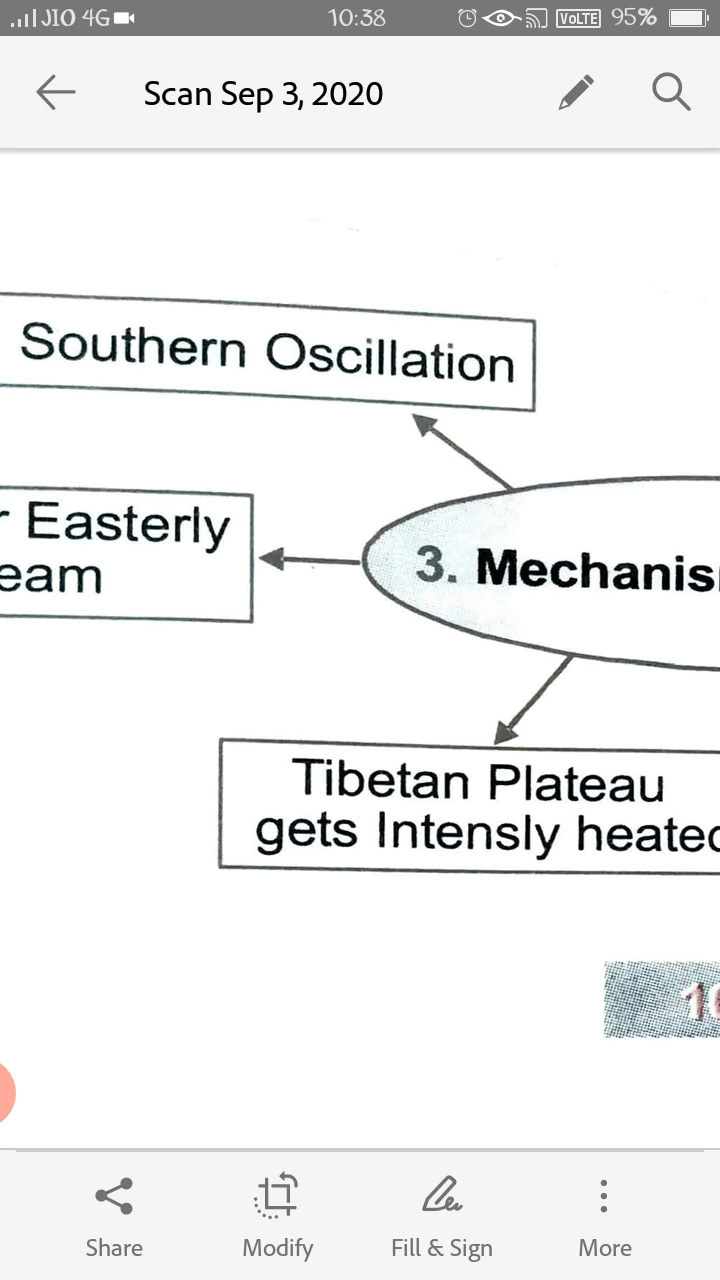 JIO 4G
10:38
VoLTE
95%
Scan Sep 3, 2020
Southern Oscillation
Easterly
eam
3. Mechanis
Tibetan Plateau
gets Intensly heated
Share
Modify
Fill & Sign
More